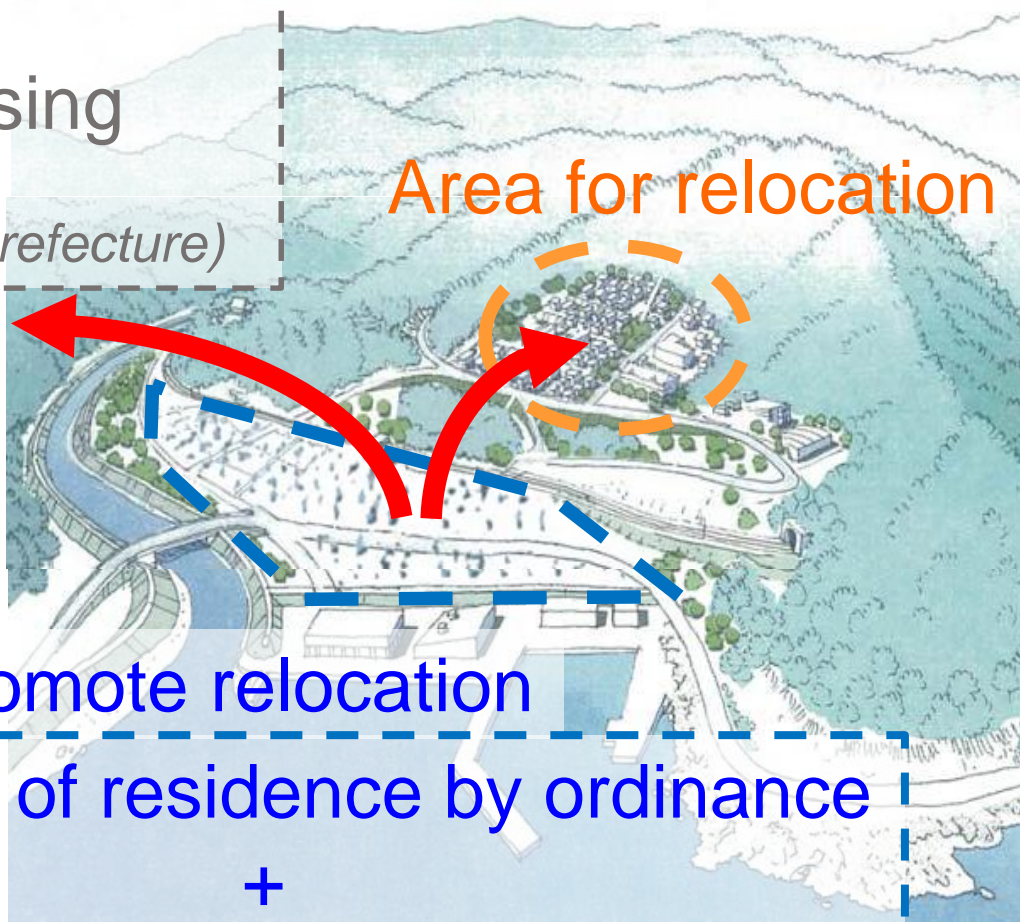 sing
Area for relocation
refecture)
omote relocation
of residence by ordinance
+